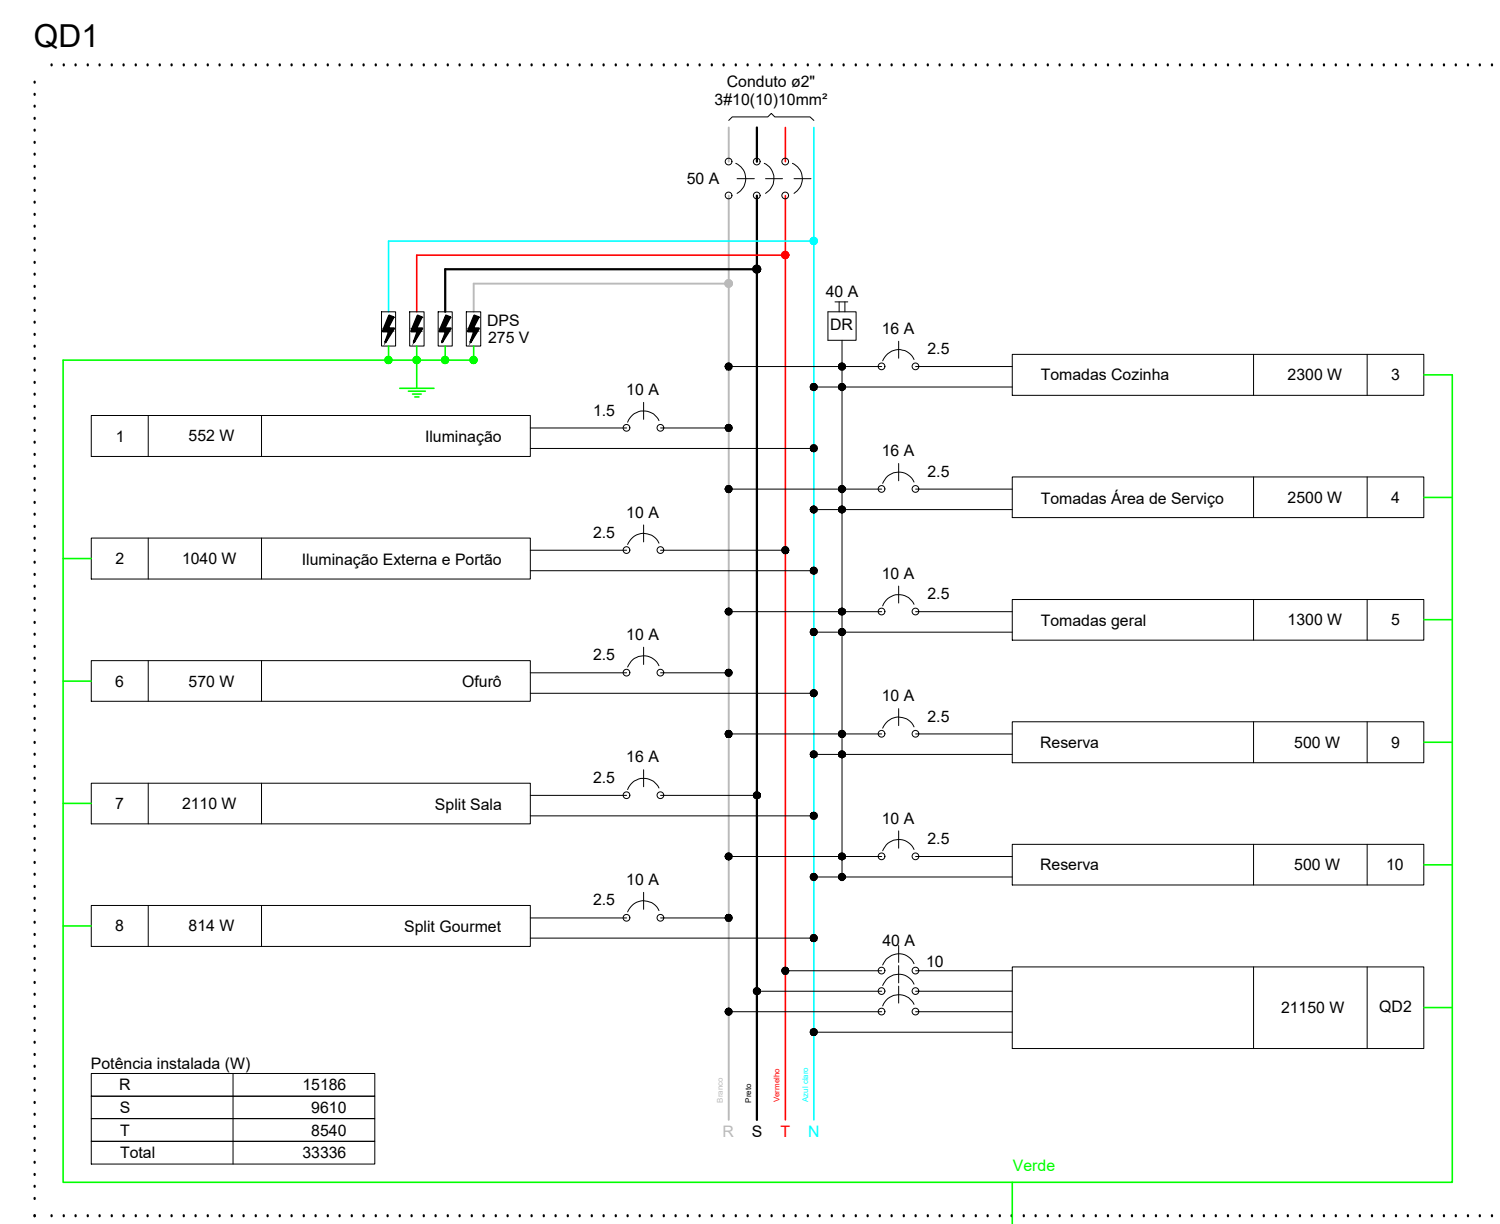 QD1
Conduto ø2"
3#10(10)10mm²
50 A
DPS
275 V
40 A
DR
16 A
2.5
Tomadas Cozinha 2300 W 3
10 A
1.5
1 552 W Iluminação
16 A
2.5
Tomadas Área de Serviço 2500 W 4
10 A
2.5
2 1040 W Iluminação Externa e Portão
10 A
2.5
Tomadas geral 1300 W 5
10 A
2.5
6 570 W Ofurô
10 A
2.5
Reserva 500 W 9
16 A
2.5
7 2110 W Split Sala
10 A
2.5
Reserva 500 W 10
10 A
2.5
8 814 W Split Gourmet
40 A
10
21150 W QD2
Potência instalada (W)
R 15186
S 9610
T 8540
Total 33336
Branco
Preto
Vermelho
Azul claro
R S T N
Verde